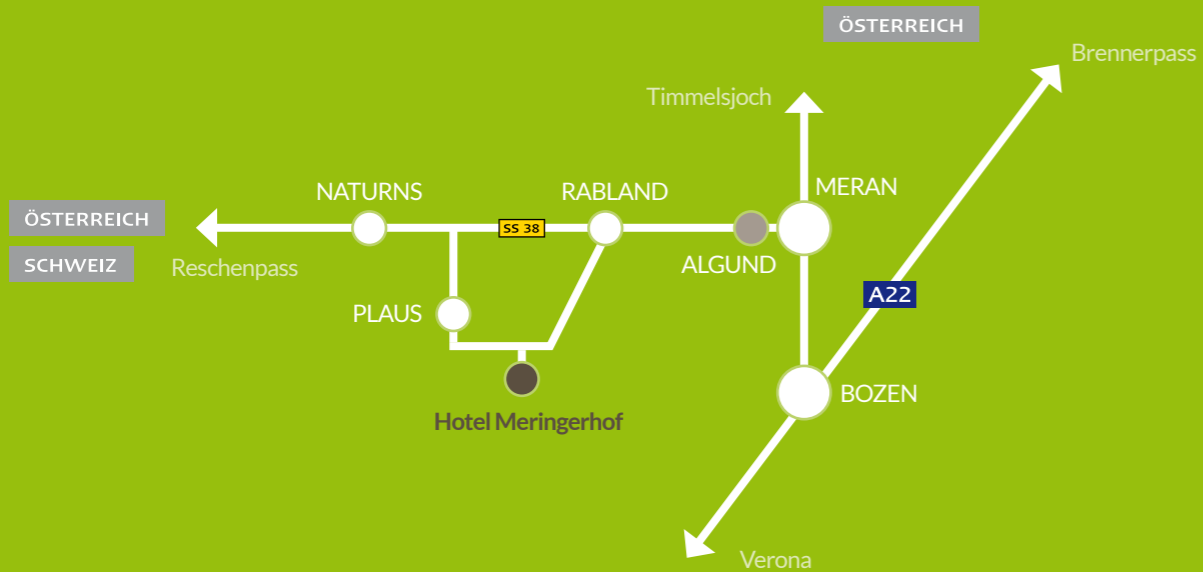 ÖSTERREICH
Brennerpass
Timmelsjoch
NATURNS
RABLAND
MERAN
ÖSTERREICH
SS 38
SCHWEIZ
Reschenpass
ALGUND
A22
PLAUS
BOZEN
Hotel Meringerhof
Verona